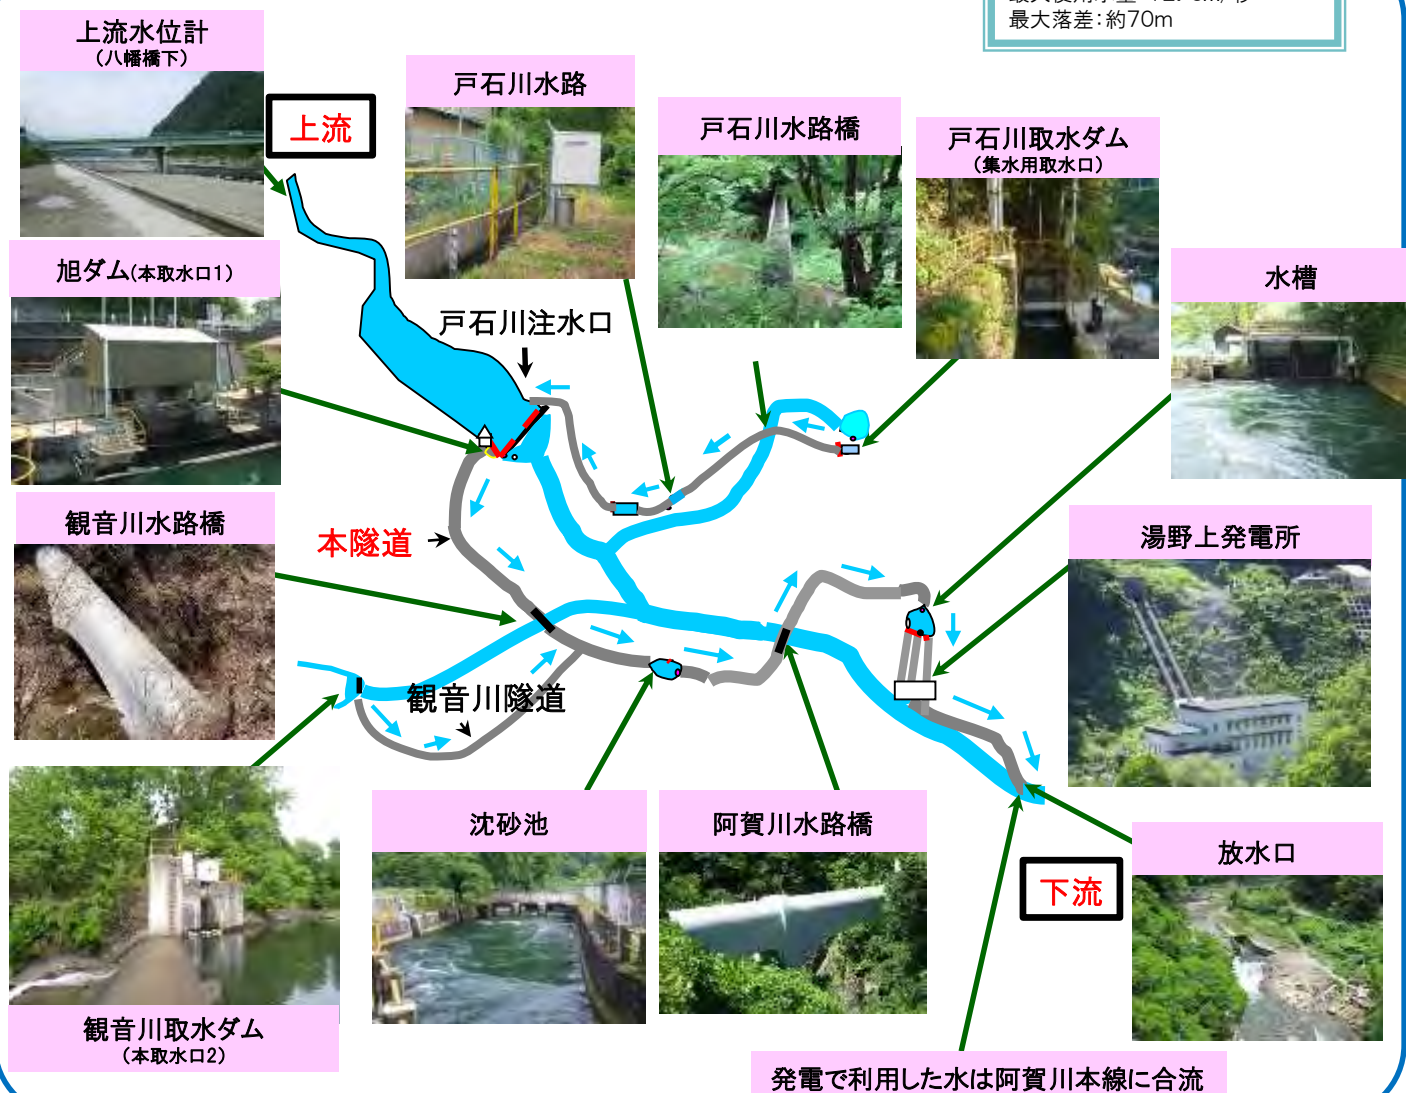 最大落差：約70m
上流水位計
（八幡橋下）
上流
戸石川水路
戸石川水路橋
戸石川取水ダム
（集水用取水口）
旭ダム(本取水口1)
水槽
戸石川注水口
観音川水路橋
本隧道
湯野上発電所
観音川隧道
沈砂池
阿賀川水路橋
放水口
下流
観音川取水ダム
（本取水口2）
発電で利用した水は阿賀川本線に合流